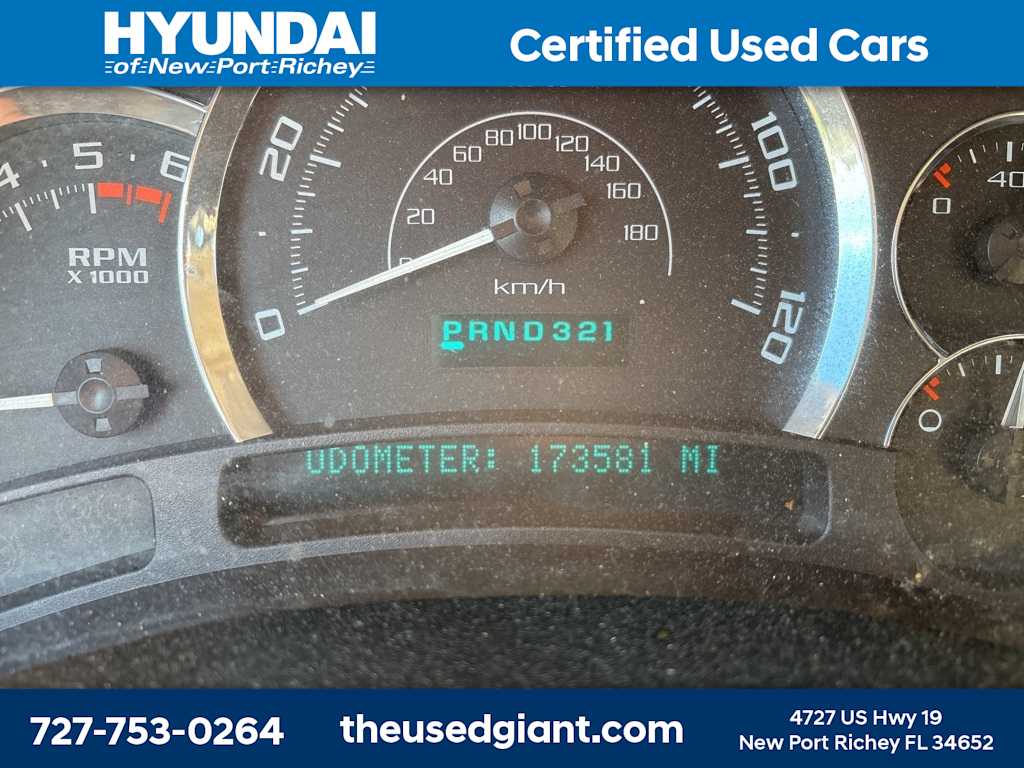 HYUNDAI
of New Port Richey
Certified Used Cars
4 5 6
RPM
X 1000
0 20 100 120
20 40 60 80 100 120 140 160 180
km/h
PRND321
ODOMETER: 173581 MI
0 40
0
727-753-0264
theusedgiant.com
4727 US Hwy 19
New Port Richey FL 34652